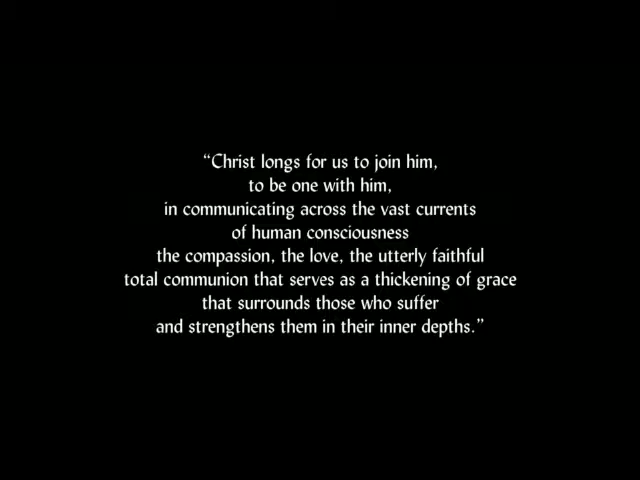 “Christ longs for us to join him,
to be one with him,
in communicating across the vast currents
of human consciousness
the compassion, the love, the utterly faithful
total communion that serves as a thickening of grace
that surrounds those who suffer
and strengthens them in their inner depths.”